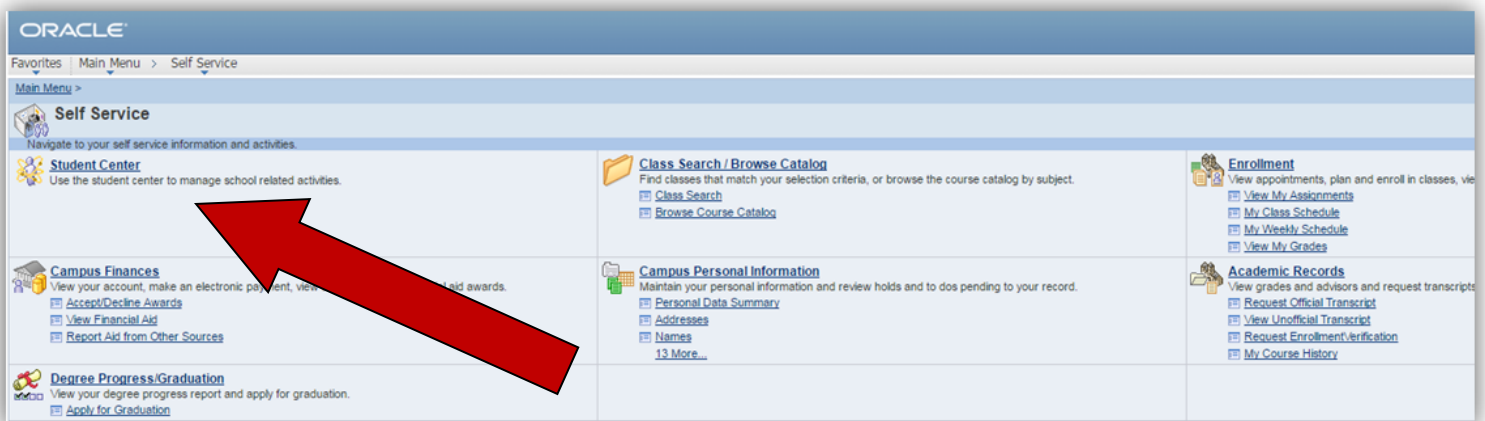 ORACLE
Favorites Main Menu > Self Service
Main Menu >
Self Service
Navigate to your self service information and activities.
Student Center
Use the student center to manage school related activities.
Class Search / Browse Catalog
Find classes that match your selection criteria, or browse the course catalog by subject.
Class Search
Browse Course Catalog
Enrollment
View appointments, plan and enroll in classes, vie
View My Assignments
My Class Schedule
My Weekly Schedule
View My Grades
Campus Finances
View your account, make an electronic pa ent, view aid awards.
Accept/Decline Awards
View Financial Aid
Report Aid from Other Sources
Campus Personal Information
Maintain your personal information and review holds and to dos pending to your record.
Personal Data Summary
Addresses
Names
13 More...
Academic Records
View grades and advisors and request transcripts
Request Official Transcript
View Unofficial Transcript
Request Enrollment Verification
My Course History
Degree Progress/Graduation
View your degree progress report and apply for graduation.
Apply for Graduation